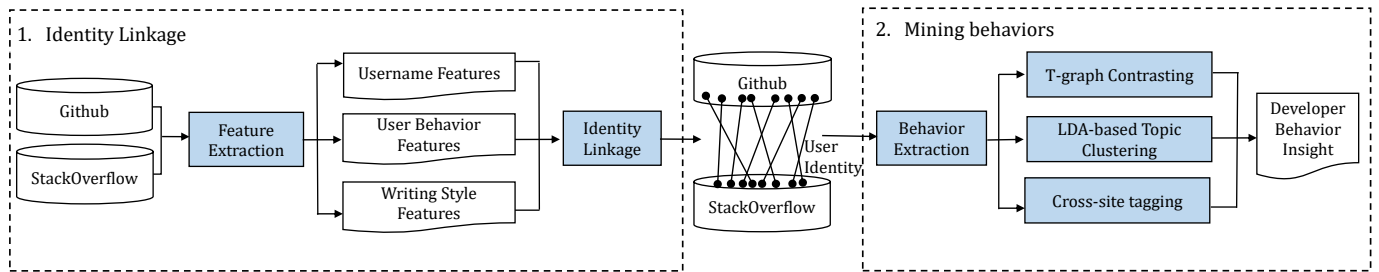 1. Identity Linkage
Github
StackOverflow
Feature
Extraction
Username Features
User Behavior
Features
Writing Style
Features
Identity
Linkage
Github
User
Identity
StackOverflow
2. Mining behaviors
Behavior
Extraction
T-graph Contrasting
LDA-based Topic
Clustering
Cross-site tagging
Developer
Behavior
Insight